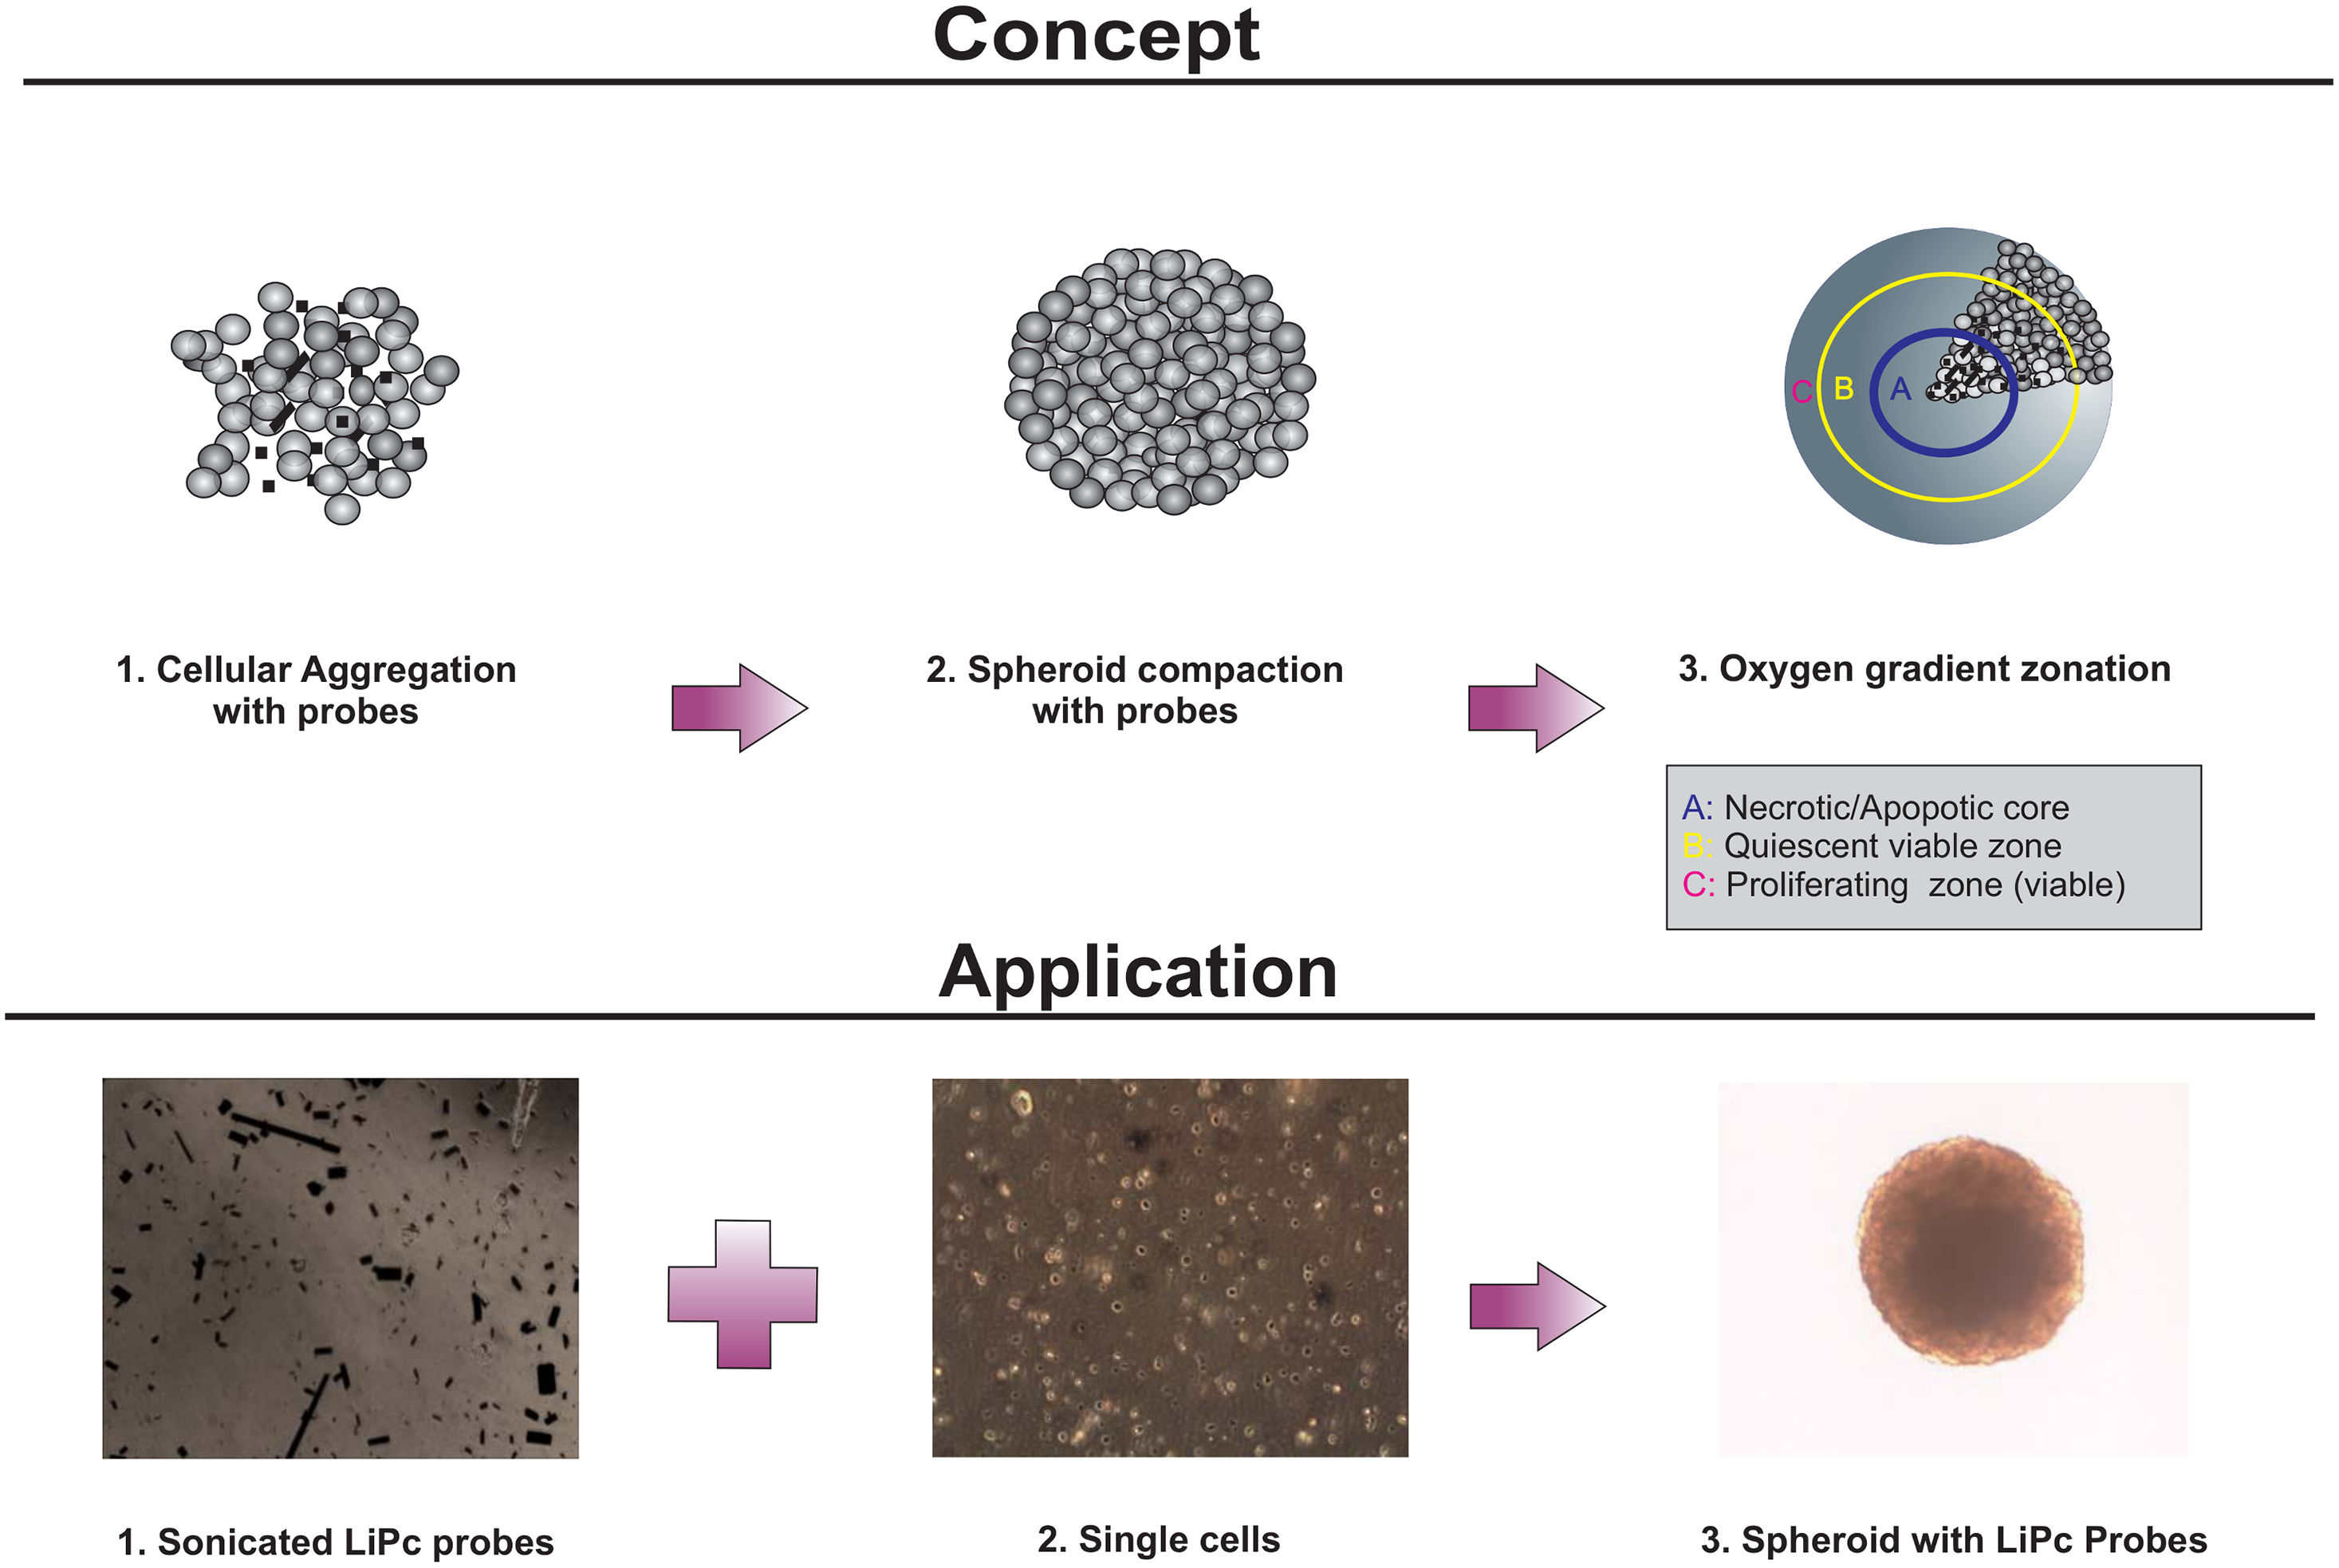 Concept
C B A
1. Cellular Aggregation
with probes
2. Spheroid compaction
with probes
3. Oxygen gradient zonation
A: Necrotic/Apopotic core
B: Quiescent viable zone
C: Proliferating zone (viable)
Application
1. Sonicated LiPc probes
2. Single cells
3. Spheroid with LiPc Probes